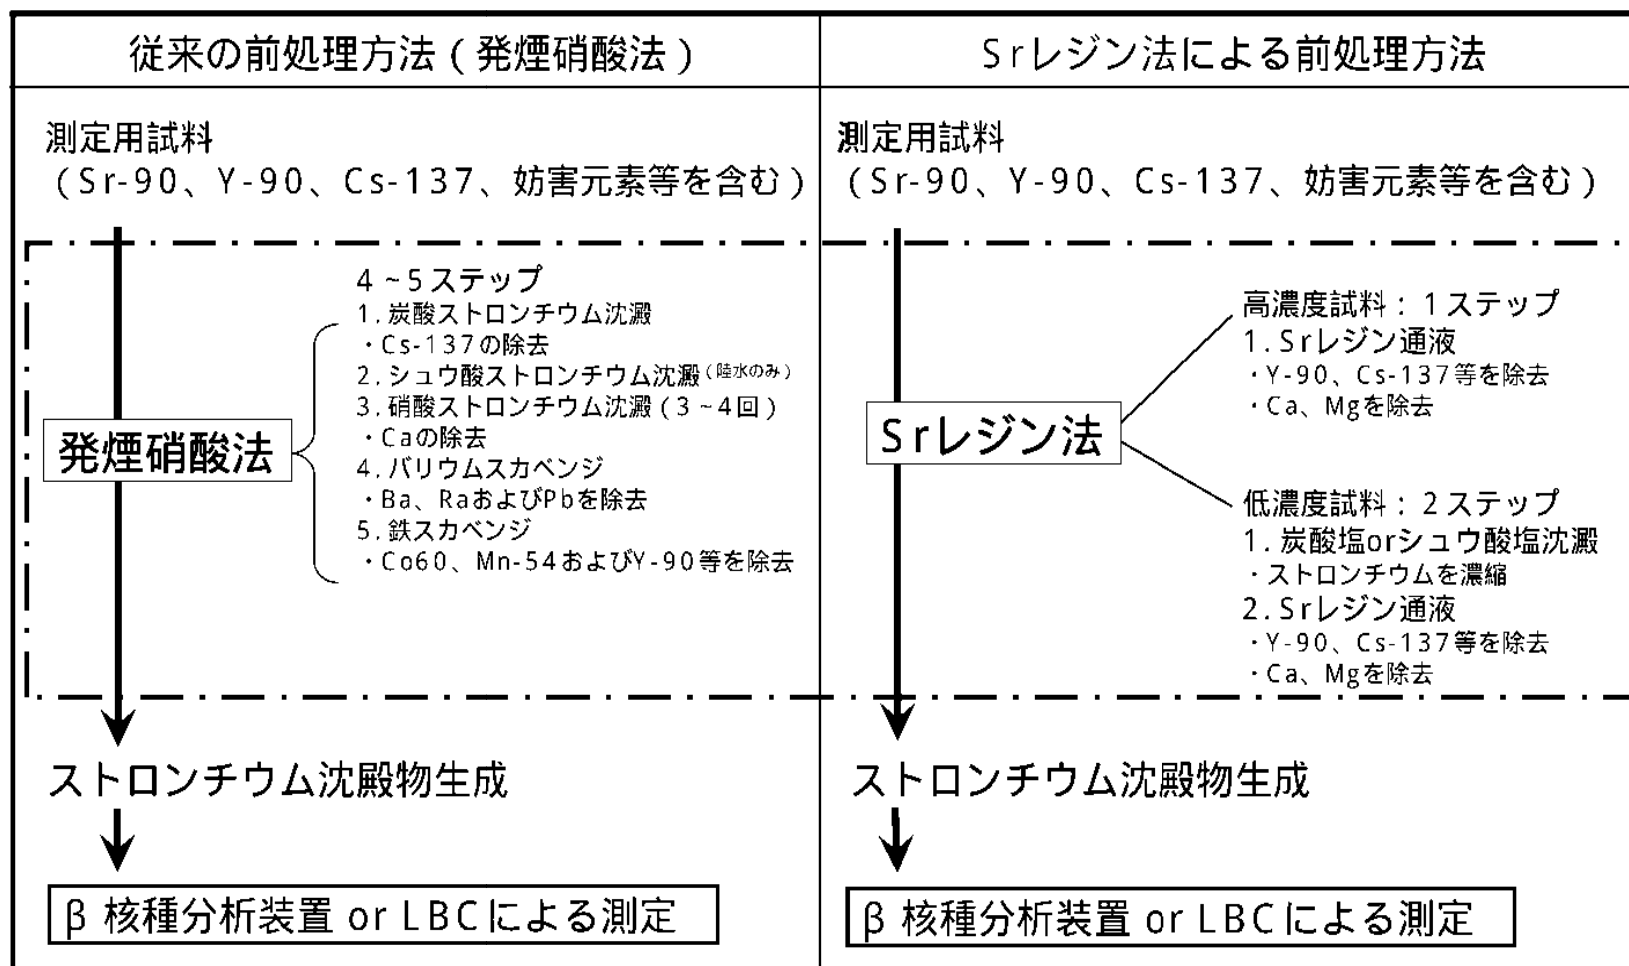 従来の前処理方法(発煙硝酸法)
測定用試料
(Sr-90、Y-90、Cs-137、妨害元素等を含む)
4~5ステップ
1.炭酸ストロンチウム沈澱
・Cs-137の除去
2.シュウ酸ストロンチウム沈澱(陸水のみ)
3.硝酸ストロンチウム沈澱(3~4回)
・Caの除去
4.バリウムスカベンジ
・Ba、RaおよびPbを除去
5.鉄スカベンジ
・Co60、Mn-54およびY-90等を除去
発煙硝酸法
ストロンチウム沈殿物生成
β核種分析装置 or LBCによる測定
Srレジン法による前処理方法
測定用試料
(Sr-90、Y-90、Cs-137、妨害元素等を含む)
Srレジン法
高濃度試料:1ステップ
1.Srレジン通液
・Y-90、Cs-137等を除去
・Ca、Mgを除去
低濃度試料:2ステップ
1.炭酸塩orシュウ酸塩沈澱
・ストロンチウムを濃縮
2.Srレジン通液
・Y-90、Cs-137等を除去
・Ca、Mgを除去
ストロンチウム沈殿物生成
β核種分析装置 or LBCによる測定